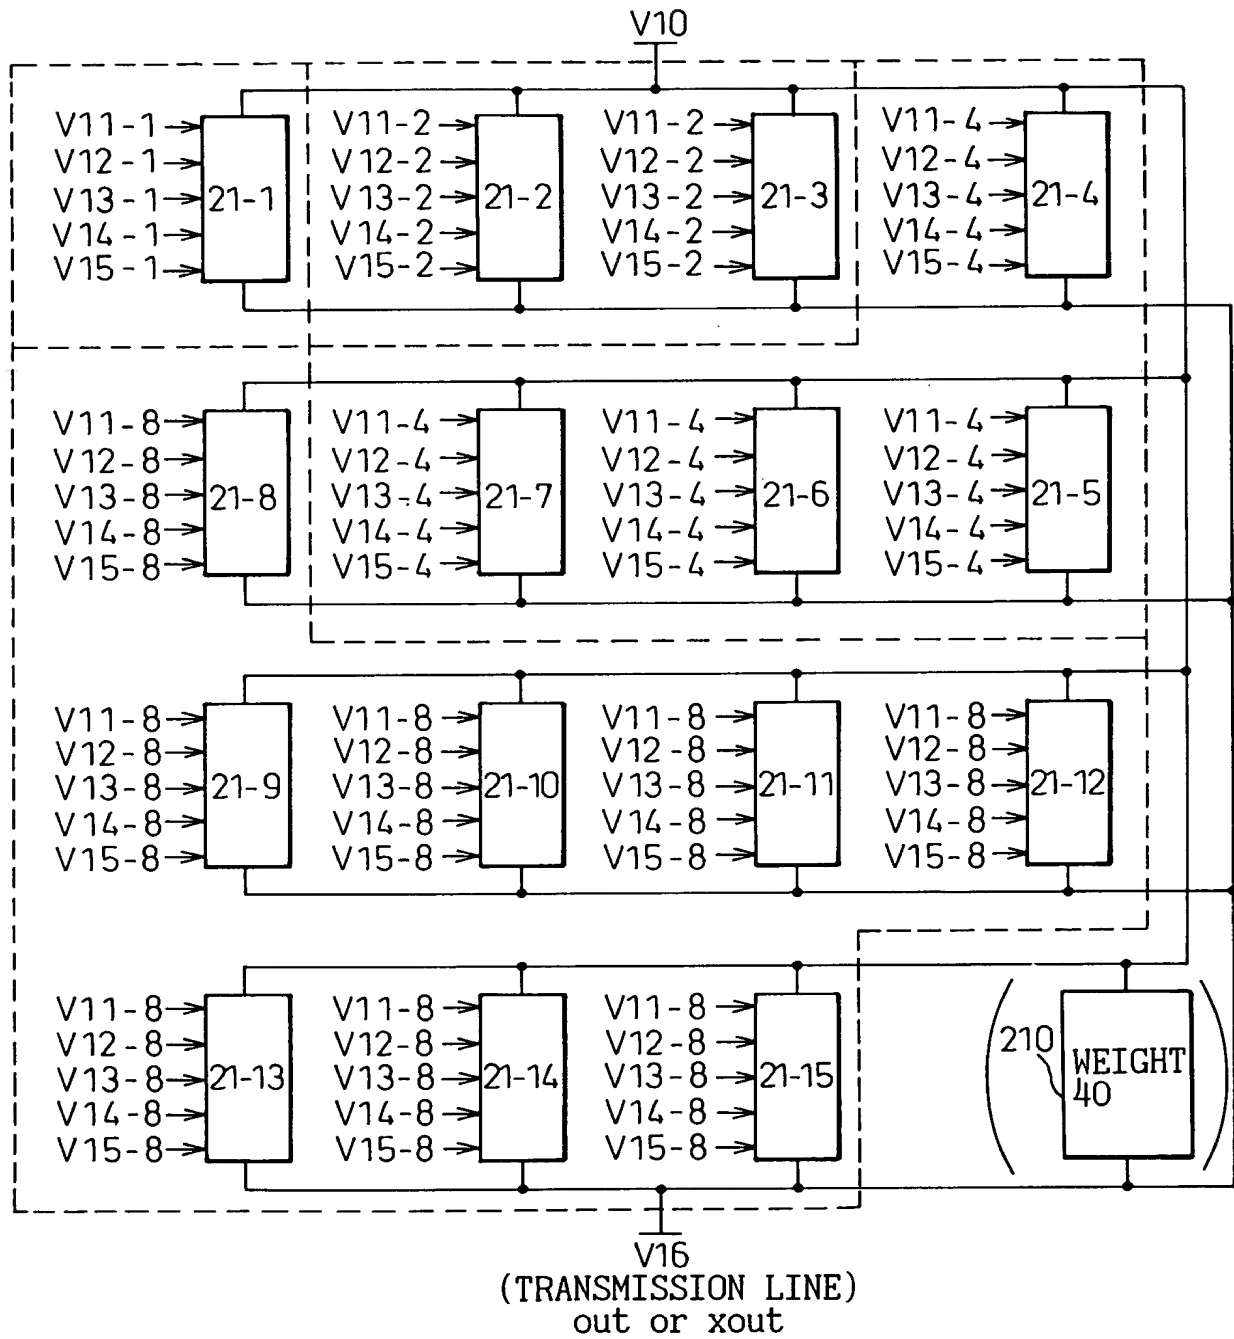 V10
V11-1 V11-2 V11-2 V11-4
V12-1 V12-2 V12-2 V12-4
V13-1 21-1 V13-2 21-2 V13-2 21-3 V13-4 21-4
V14-1 V14-2 V14-2 V14-4
V15-1 V15-2 V15-2 V15-4
V11-8 V11-4 V11-4 V11-4
V12-8 V12-4 V12-4 V12-4
V13-8 21-8 V13-4 21-7 V13-4 21-6 V13-4 21-5
V14-8 V14-4 V14-4 V14-4
V15-8 V15-4 V15-4 V15-4
V11-8 V11-8 V11-8 V11-8
V12-8 V12-8 V12-8 V12-8
V13-8 21-9 V13-8 21-10 V13-8 21-11 V13-8 21-12
V14-8 V14-8 V14-8 V14-8
V15-8 V15-8 V15-8 V15-8
V11-8 V11-8 V11-8
V12-8 V12-8 V12-8 210 WEIGHT
V13-8 21-13 V13-8 21-14 V13-8 21-15 40
V14-8 V14-8 V14-8
V15-8 V15-8 V15-8
V16
(TRANSMISSION LINE)
out or xout